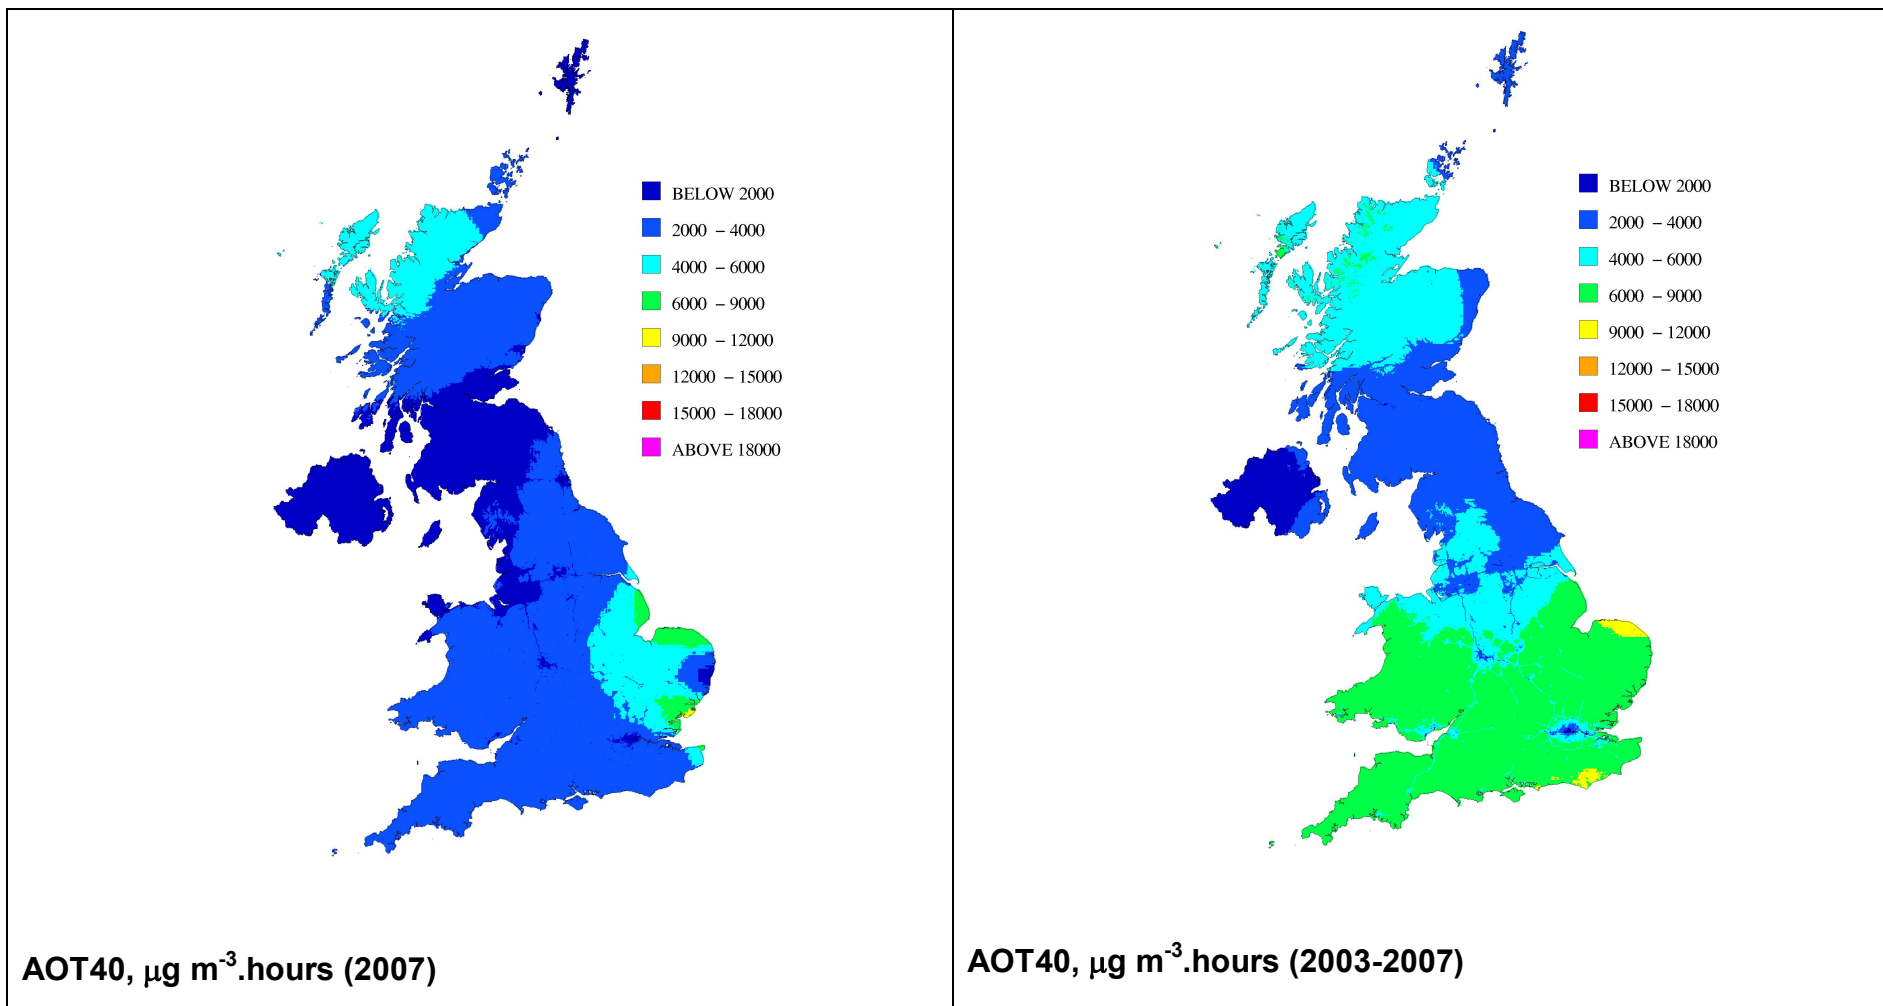 BELOW 2000
2000 – 4000
4000 – 6000
6000 – 9000
9000 – 12000
12000 – 15000
15000 – 18000
ABOVE 18000
AOT40, μg m⁻³.hours (2007)
BELOW 2000
2000 – 4000
4000 – 6000
6000 – 9000
9000 – 12000
12000 – 15000
15000 – 18000
ABOVE 18000
AOT40, μg m⁻³.hours (2003-2007)